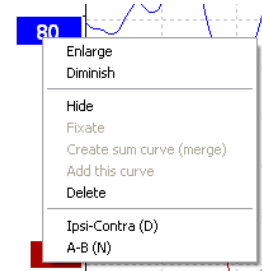 80
Enlarge
Diminish
Hide
Fixate
Create sum curve (merge)
Add this curve
Delete
Ipsi-Contra (D)
A-B (N)